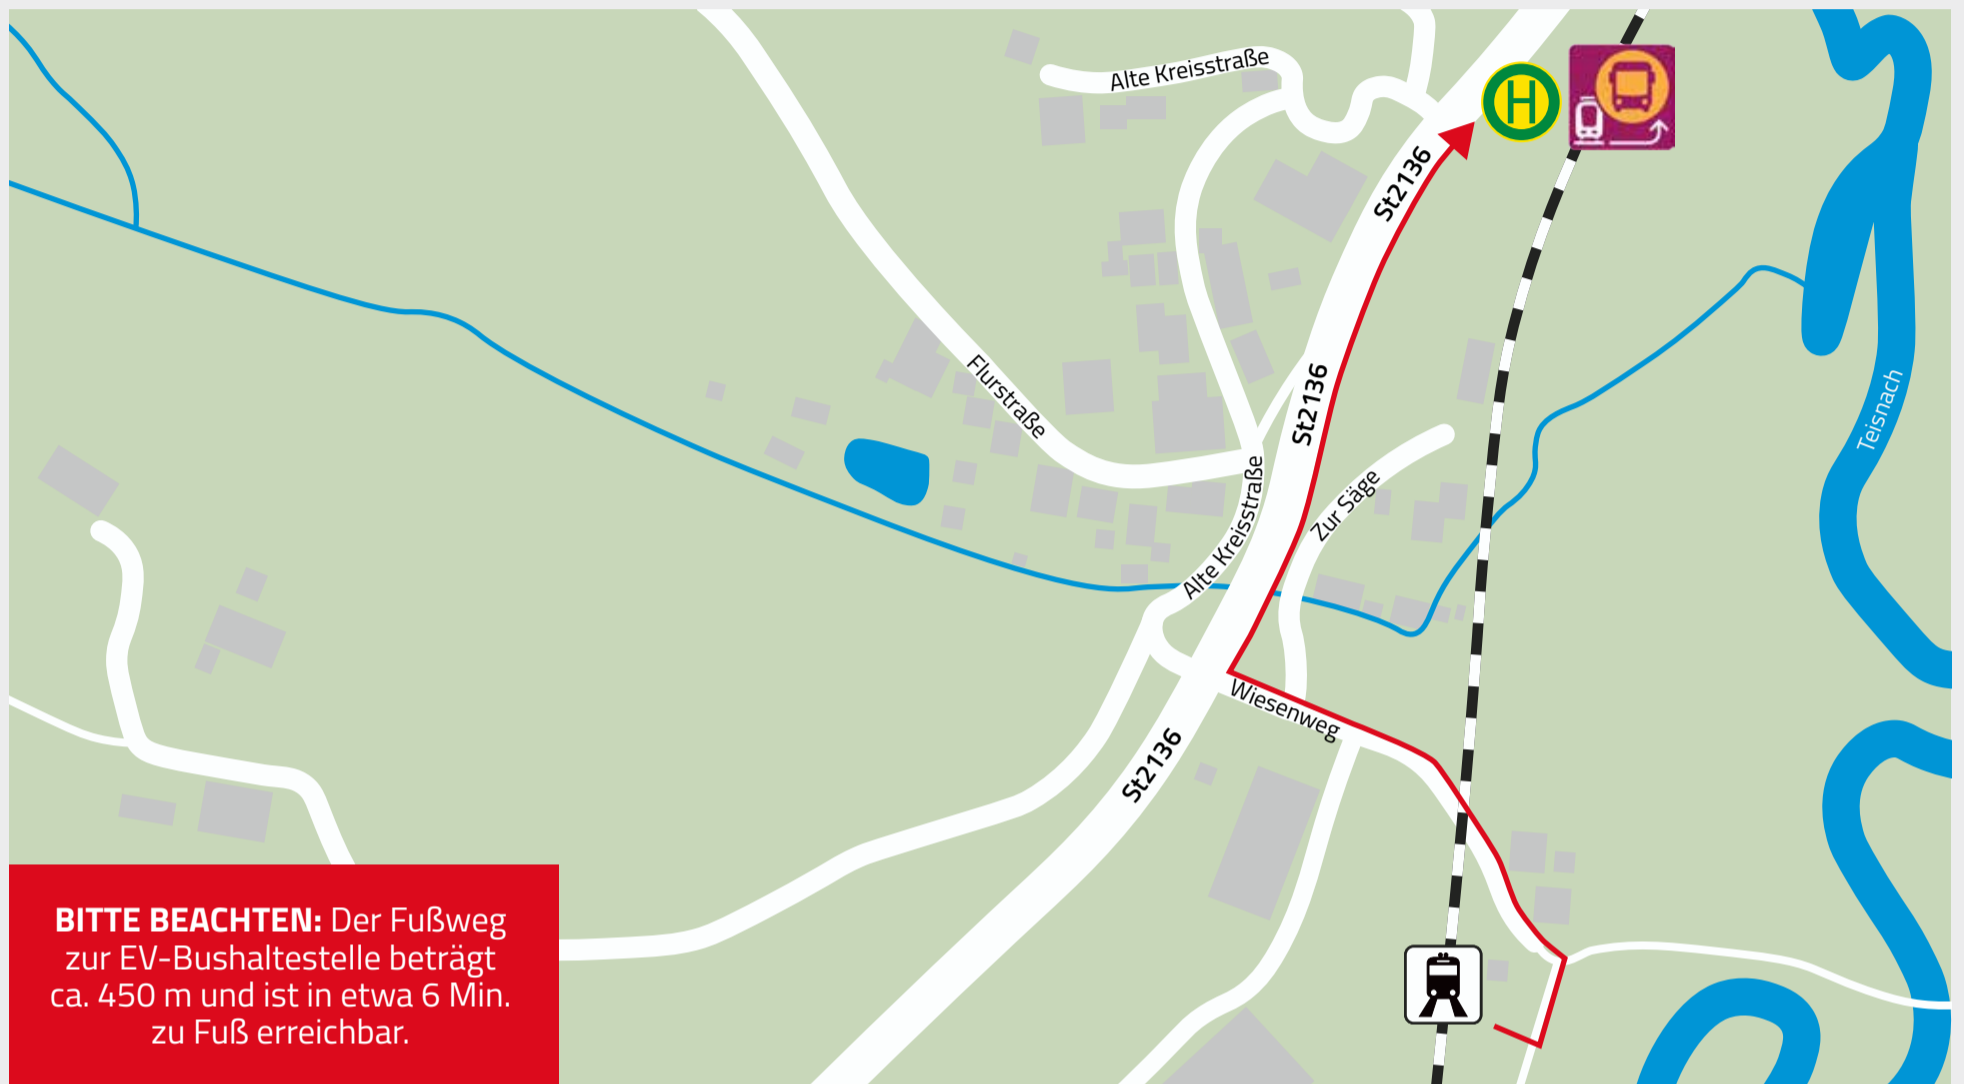 Alte Kreisstraße
H
St2136
Flurstraße
St2136
Teisnach
Alte Kreisstraße
Zur Säge
Wiesenweg
St2136
BITTE BEACHTEN: Der Fußweg
zur EV-Bushaltestelle beträgt
ca. 450 m und ist in etwa 6 Min.
zu Fuß erreichbar.